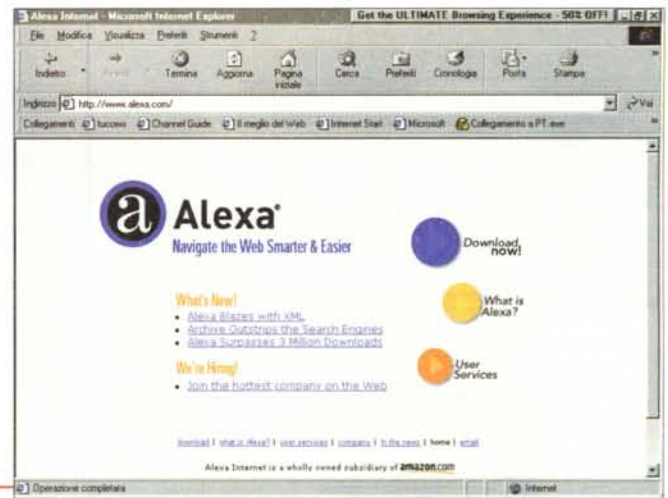 Alexa Internet - Microsoft Internet Explorer
Get the ULTIMATE Browsing Experience - 50% OFF!
File Modifica Visualizza Preferiti Strumenti ?
Indietro Avanti Termina Aggiorna Pagina iniziale Cerca Preferiti Cronologia Posta Stampa
Indirizzo http://www.alexa.com/ Vai
Collegamenti Channel Guide Il meglio del Web Internet Start Microsoft Collegamento a PT.exe
a Alexa
Navigate the Web Smarter & Easier
Download now!
What's New!
• Alexa Blazes with XML
• Archive Outstrips the Search Engines
• Alexa Surpasses 3 Million Downloads
What is Alexa?
We're Hiring!
• Join the hottest company on the Web
User Services
download | what is Alexa? | user services | company | in the news | home | email
Alexa Internet is a wholly owned subsidiary of amazon.com
Operazione completata Internet